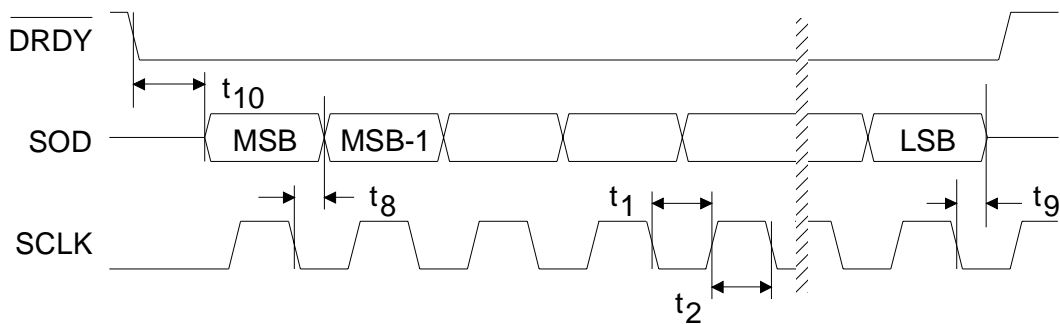 DRDY
t10
SOD
MSB
MSB-1
LSB
t8
t1
t9
SCLK
t2